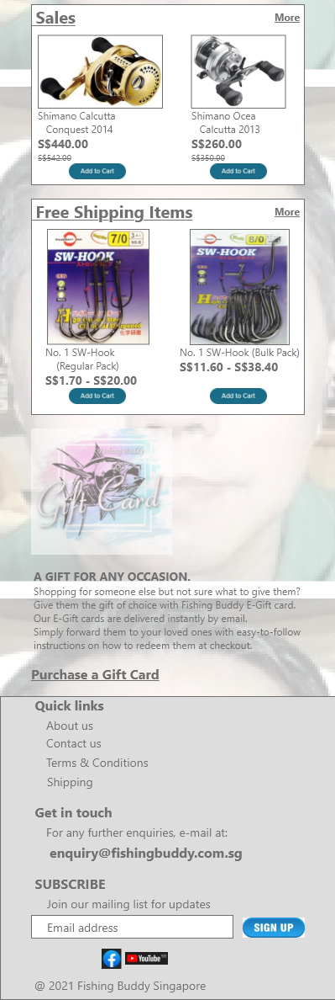 Sales
More
Shimano Calcutta
Conquest 2014
S$440.00
S$542.00
Add to Cart
Shimano Ocea
Calcutta 2013
S$260.00
S$350.00
Add to Cart
Free Shipping Items
More
7/0
SW-HOOK
化学研磨
8/0
SW-HOOK
No. 1 SW-Hook
(Regular Pack)
S$1.70 - S$20.00
Add to Cart
No. 1 SW-Hook (Bulk Pack)
S$11.60 - S$38.40
Add to Cart
Fishing Buddy
Gift Card
A GIFT FOR ANY OCCASION.
Shopping for someone else but not sure what to give them?
Give them the gift of choice with Fishing Buddy E-Gift card.
Our E-Gift cards are delivered instantly by email.
Simply forward them to your loved ones with easy-to-follow
instructions on how to redeem them at checkout.
Purchase a Gift Card
Quick links
About us
Contact us
Terms & Conditions
Shipping
Get in touch
For any further enquiries, e-mail at:
enquiry@fishingbuddy.com.sg
SUBSCRIBE
Join our mailing list for updates
Email address
SIGN UP
YouTube
@ 2021 Fishing Buddy Singapore